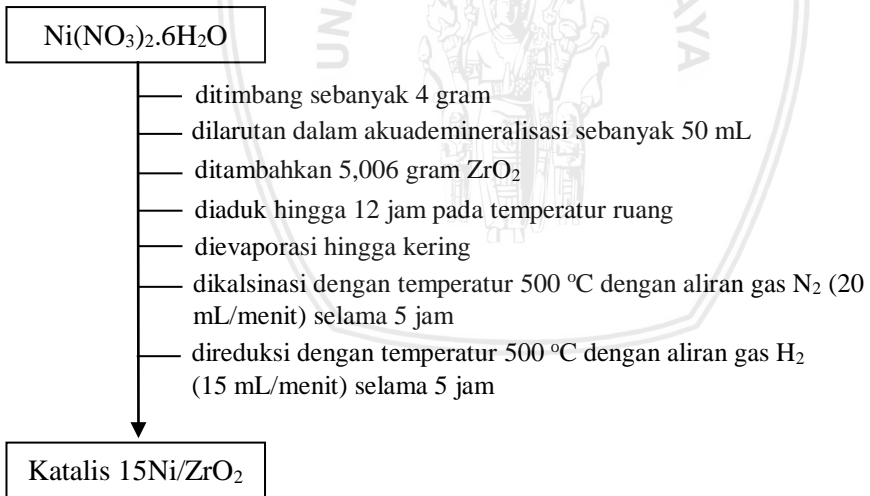 UN
AYA
Ni(NO₃)₂.6H₂O
ditimbang sebanyak 4 gram
dilarutan dalam akuademineralisasi sebanyak 50 mL
ditambahkan 5,006 gram ZrO₂
diaduk hingga 12 jam pada temperatur ruang
dievaporasi hingga kering
dikalsinasi dengan temperatur 500 ºC dengan aliran gas N₂ (20
mL/menit) selama 5 jam
direduksi dengan temperatur 500 ºC dengan aliran gas H₂
(15 mL/menit) selama 5 jam
Katalis 15Ni/ZrO₂